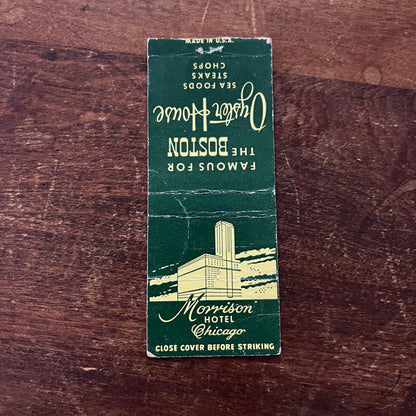 MADE IN U.S.A.
FAMOUS FOR
THE BOSTON
Oyster House
SEA FOODS
STEAKS
CHOPS
Morrison
HOTEL
Chicago
CLOSE COVER BEFORE STRIKING